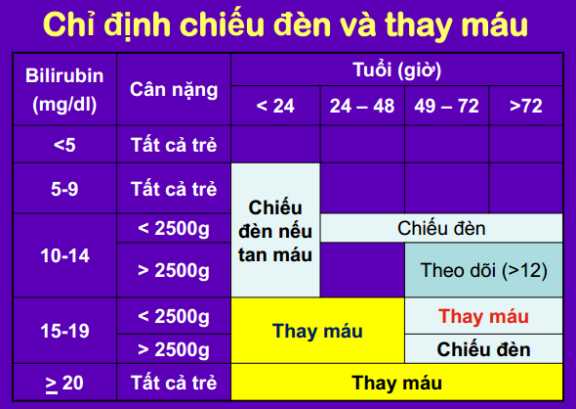 Chỉ định chiếu đèn và thay máu
Bilirubin
(mg/dl)
Cân nặng
Tuổi (giờ)
< 24
24 – 48
49 – 72
>72
<5
Tất cả trẻ
5-9
Tất cả trẻ
Chiếu
đèn nếu
tan máu
10-14
< 2500g
Chiếu đèn
> 2500g
Theo dõi (>12)
15-19
< 2500g
Thay máu
Thay máu
> 2500g
Chiếu đèn
≥ 20
Tất cả trẻ
Thay máu